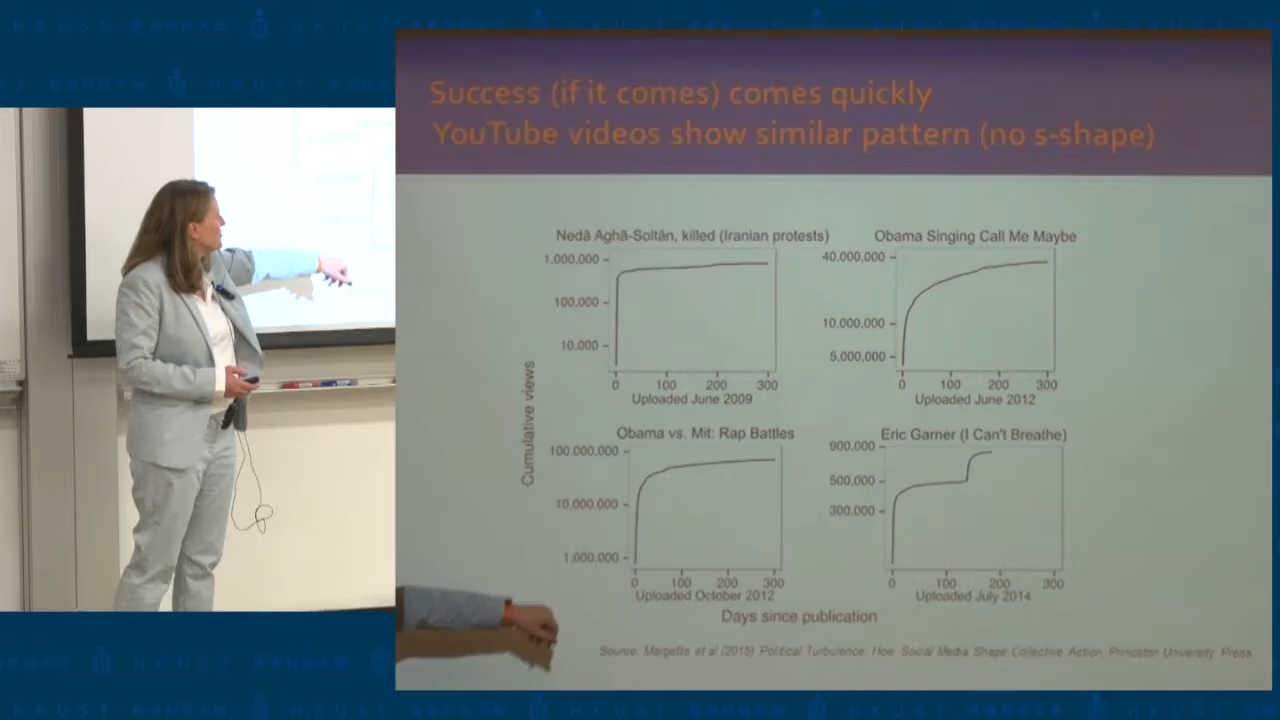 Success (if it comes) comes quickly
YouTube videos show similar pattern (no s-shape)
Nedā Aghā-Soltān, killed (Iranian protests)
1.000,000
100,000
10,000
0 100 200 300
Uploaded June 2009
Obama Singing Call Me Maybe
40,000,000
10,000,000
5,000,000
0 100 200 300
Uploaded June 2012
Cumulative views
Obama vs. Mit: Rap Battles
100.000,000
10,000,000
1,000,000
0 100 200 300
Uploaded October 2012
Eric Garner (I Can't Breathe)
900,000
500,000
300,000
0 100 200 300
Uploaded July 2014
Days since publication
Source: Margetts et al (2015) Political Turbulence: How Social Media Shape Collective Action, Princeton University Press